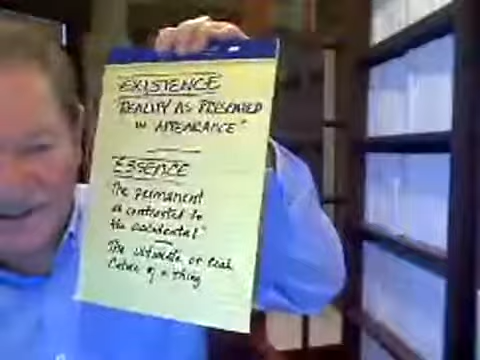 EXISTENCE
"REALITY AS PRESENTED
IN APPEARANCE"
ESSENCE
"The permanent
as contrasted to
the accidental"
The ultimate or real
nature of a thing